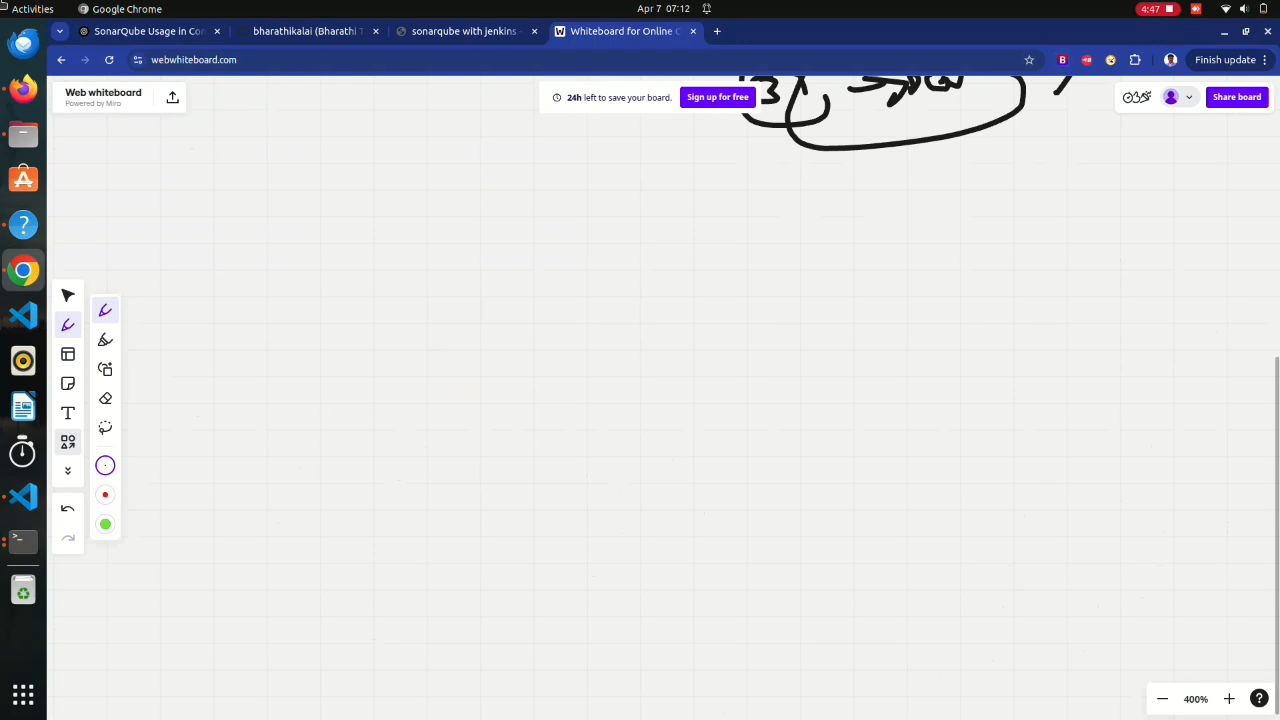 Activities
Google Chrome
Apr 7 07:12
4:47
SonarQube Usage in Cor
bharathikalai (Bharathi T
sonarqube with jenkins -
Whiteboard for Online C
webwhiteboard.com
Finish update
Web whiteboard
Powered by Miro
24h left to save your board.
Sign up for free
Share board
400%